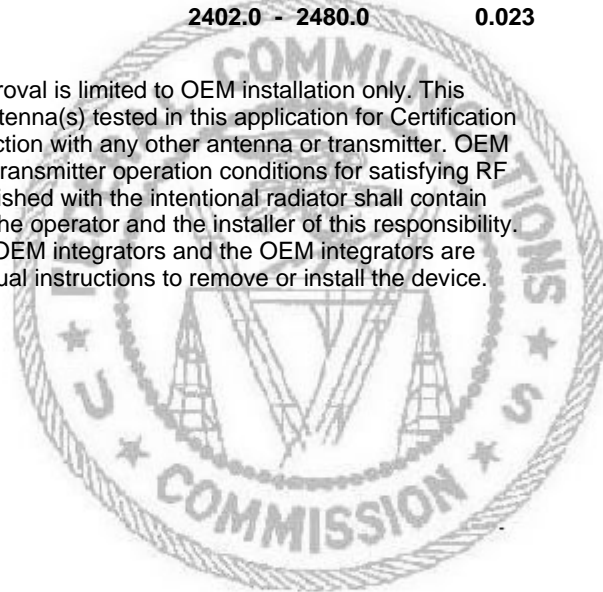 2402.0 - 2480.0 0.023
roval is limited to OEM installation only. This
tenna(s) tested in this application for Certification
ction with any other antenna or transmitter. OEM
ransmitter operation conditions for satisfying RF
ished with the intentional radiator shall contain
he operator and the installer of this responsibility.
OEM integrators and the OEM integrators are
ual instructions to remove or install the device.
FEDERAL COMMUNICATIONS
U S
COMMISSION